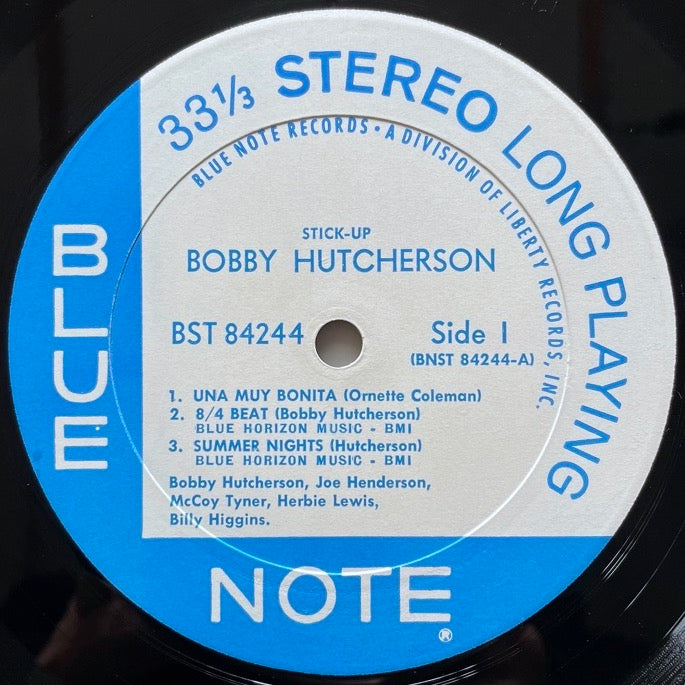 33 1/3 STEREO LONG PLAYING
BLUE NOTE RECORDS • A DIVISION OF LIBERTY RECORDS, INC.
STICK-UP
BOBBY HUTCHERSON
BST 84244
Side 1
(BNST 84244-A)
1. UNA MUY BONITA (Ornette Coleman)
2. 8/4 BEAT (Bobby Hutcherson)
BLUE HORIZON MUSIC - BMI
3. SUMMER NIGHTS (Hutcherson)
BLUE HORIZON MUSIC - BMI
Bobby Hutcherson, Joe Henderson,
McCoy Tyner, Herbie Lewis,
Billy Higgins.
BLUE
NOTE®